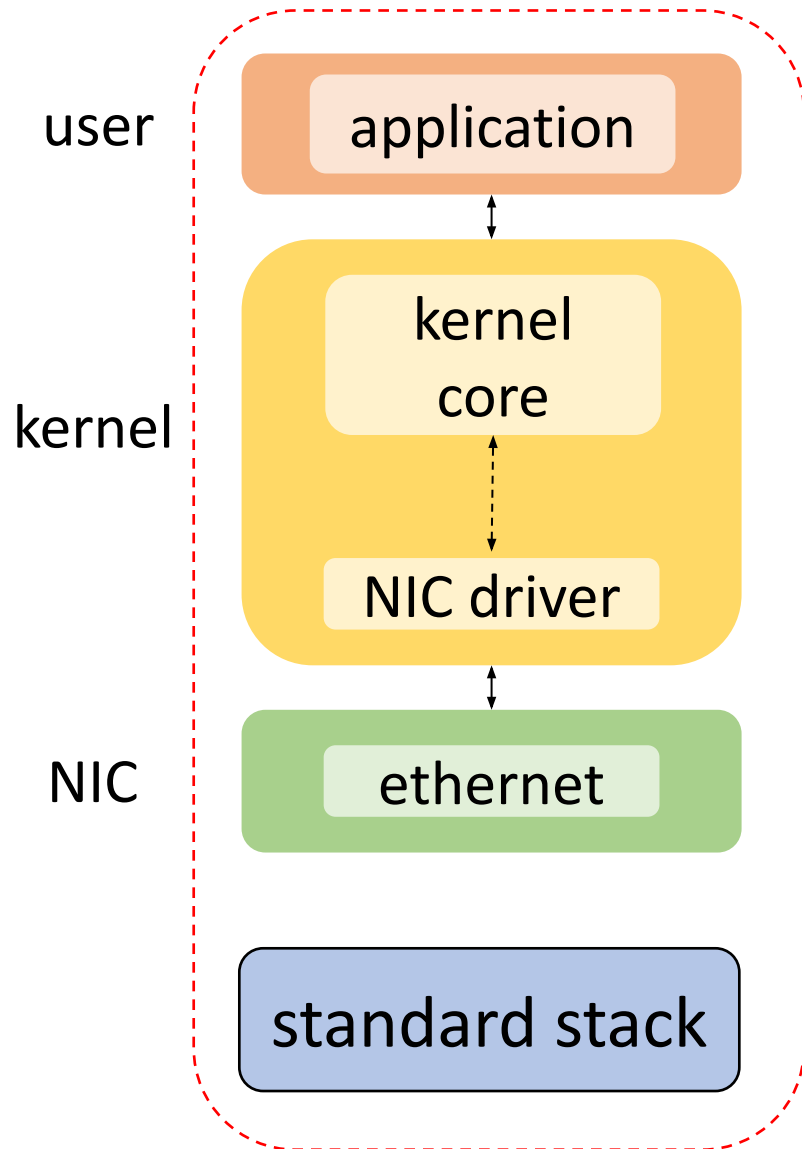 user
application
kernel
core
kernel
NIC driver
NIC
ethernet
standard stack